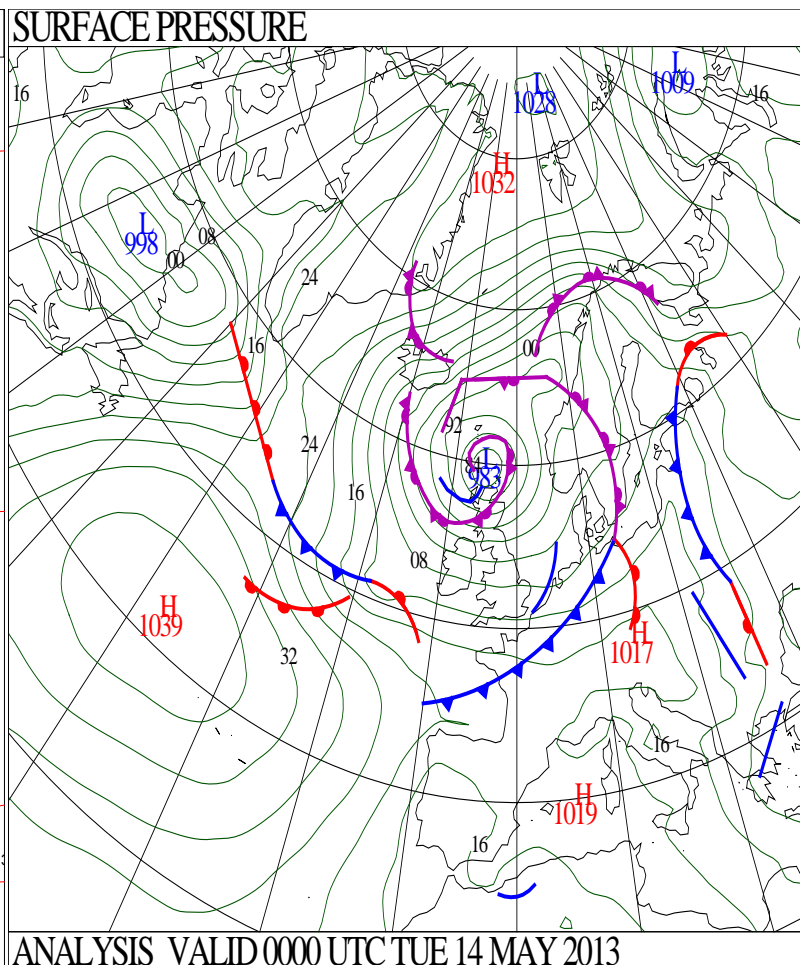 SURFACE PRESSURE
L
1009
16
L
1028
16
H
1032
L
998
08
00
24
16
00
92
24
L
983
16
08
H
1039
H
1017
32
16
H
1019
16
ANALYSIS VALID 0000 UTC TUE 14 MAY 2013